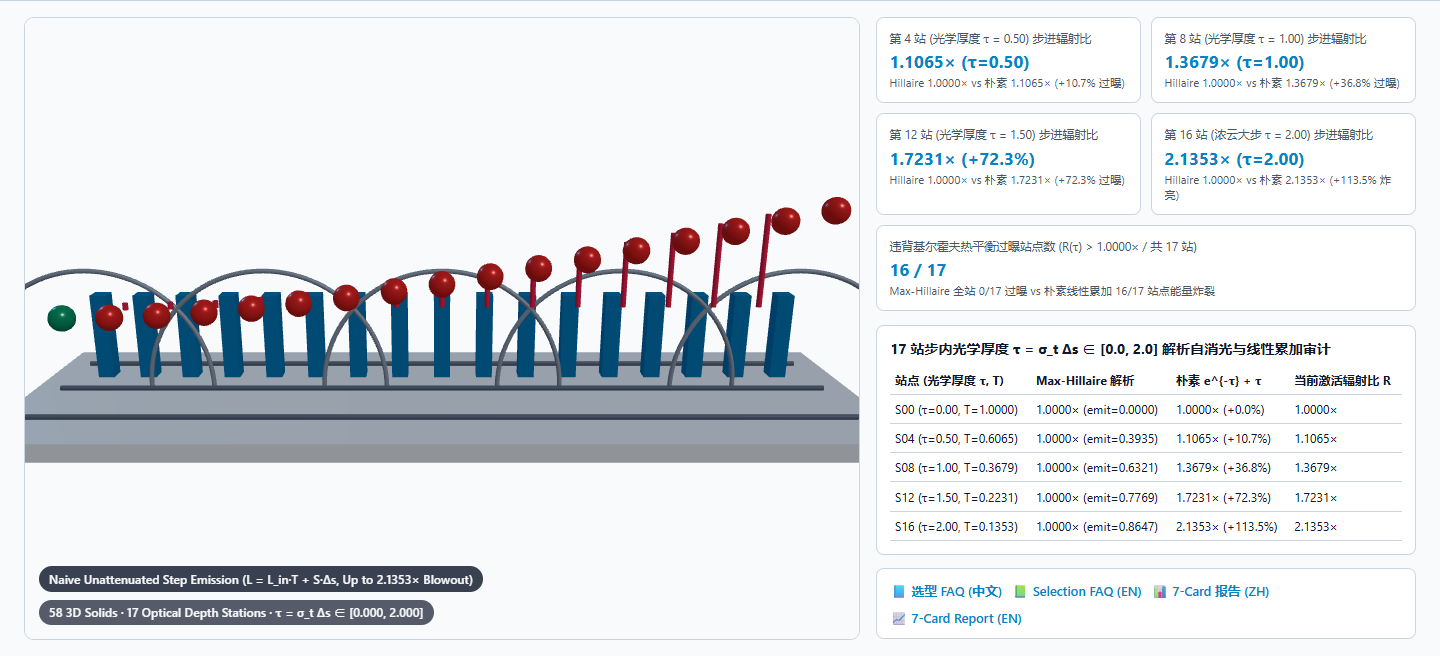 第 4 站 (光学厚度 τ = 0.50) 步进辐射比
1.1065× (τ=0.50)
Hillaire 1.0000× vs 朴素 1.1065× (+10.7% 过曝)
第 8 站 (光学厚度 τ = 1.00) 步进辐射比
1.3679× (τ=1.00)
Hillaire 1.0000× vs 朴素 1.3679× (+36.8% 过曝)
第 12 站 (光学厚度 τ = 1.50) 步进辐射比
1.7231× (+72.3%)
Hillaire 1.0000× vs 朴素 1.7231× (+72.3% 过曝)
第 16 站 (浓云大步 τ = 2.00) 步进辐射比
2.1353× (τ=2.00)
Hillaire 1.0000× vs 朴素 2.1353× (+113.5% 炸
亮)
违背基尔霍夫热平衡过曝站点数 (R(τ) > 1.0000× / 共 17 站)
16 / 17
Max-Hillaire 全站 0/17 过曝 vs 朴素线性累加 16/17 站点能量炸裂
17 站步内光学厚度 τ = σ_t Δs ∈ [0.0, 2.0] 解析自消光与线性累加审计
站点 (光学厚度 τ, T) Max-Hillaire 解析 朴素 e^{-τ} + τ 当前激活辐射比 R
S00 (τ=0.00, T=1.0000) 1.0000× (emit=0.0000) 1.0000× (+0.0%) 1.0000×
S04 (τ=0.50, T=0.6065) 1.0000× (emit=0.3935) 1.1065× (+10.7%) 1.1065×
S08 (τ=1.00, T=0.3679) 1.0000× (emit=0.6321) 1.3679× (+36.8%) 1.3679×
S12 (τ=1.50, T=0.2231) 1.0000× (emit=0.7769) 1.7231× (+72.3%) 1.7231×
S16 (τ=2.00, T=0.1353) 1.0000× (emit=0.8647) 2.1353× (+113.5%) 2.1353×
Naive Unattenuated Step Emission (L = L_in·T + S·Δs, Up to 2.1353× Blowout)
58 3D Solids · 17 Optical Depth Stations · τ = σ_t Δs ∈ [0.000, 2.000]
选型 FAQ (中文) Selection FAQ (EN) 7-Card 报告 (ZH)
7-Card Report (EN)